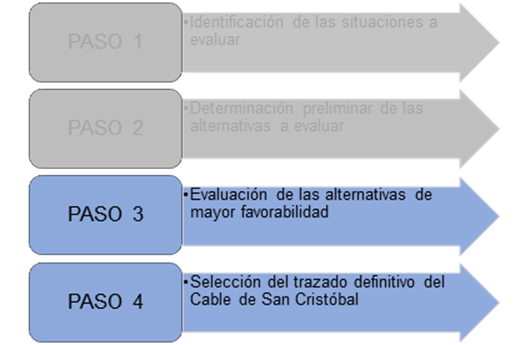 PASO 1
•Identificación de las situaciones a
evaluar
PASO 2
•Determinación preliminar de las
alternativas a evaluar
PASO 3
•Evaluación de las alternativas de
mayor favorabilidad
PASO 4
•Selección del trazado definitivo del
Cable de San Cristóbal